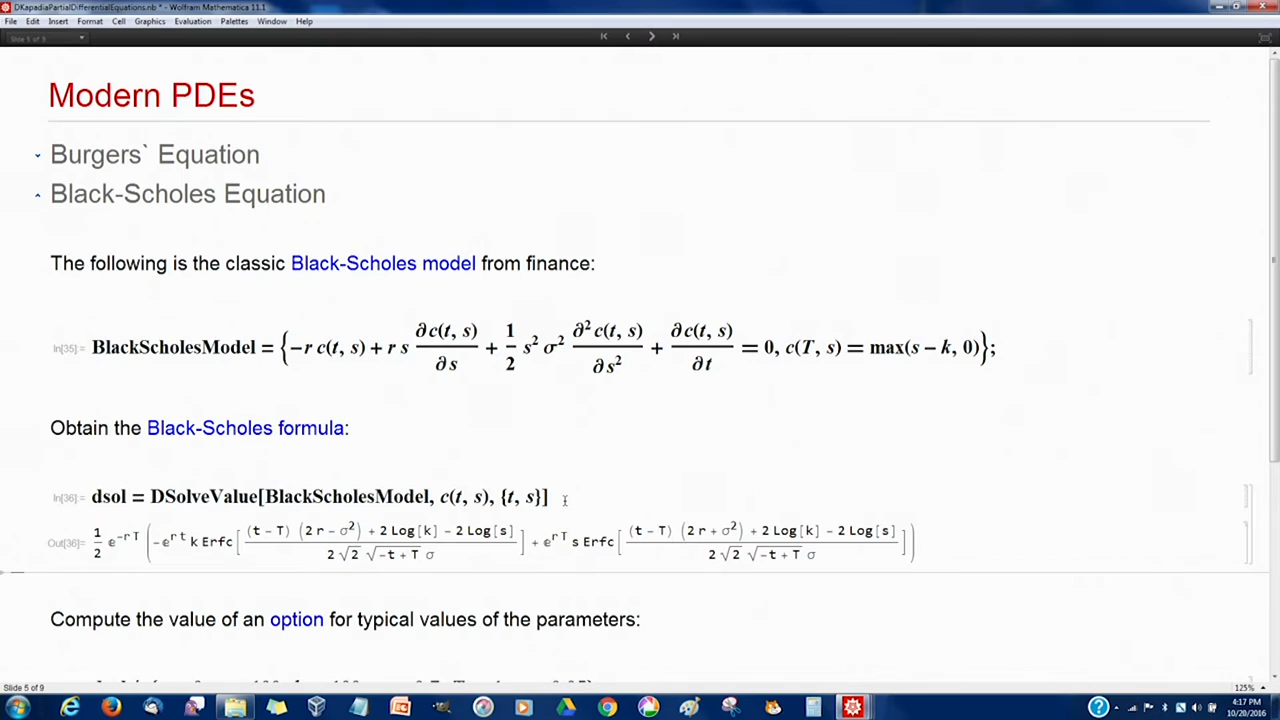 DKapadiaPartialDifferentialEquations.nb * - Wolfram Mathematica 11.1
File Edit Insert Format Cell Graphics Evaluation Palettes Window Help
Slide 5 of 9
Modern PDEs
Burgers` Equation
Black-Scholes Equation
The following is the classic Black-Scholes model from finance:
In[35]:= BlackScholesModel = {-r c(t, s) + r s ∂c(t, s)/∂s + 1/2 s² σ² ∂²c(t, s)/∂s² + ∂c(t, s)/∂t = 0, c(T, s) = max(s - k, 0)};
Obtain the Black-Scholes formula:
In[36]:= dsol = DSolveValue[BlackScholesModel, c(t, s), {t, s}]
Out[36]= 1/2 e^(-r T) (-e^(r t) k Erfc[((t - T) (2 r - σ²) + 2 Log[k] - 2 Log[s])/(2 √2 √(-t + T) σ)] + e^(r T) s Erfc[((t - T) (2 r + σ²) + 2 Log[k] - 2 Log[s])/(2 √2 √(-t + T) σ)])
Compute the value of an option for typical values of the parameters:
Slide 5 of 9
125%
4:17 PM
10/20/2016